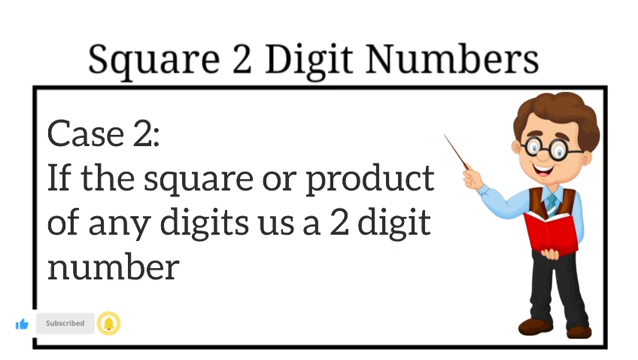 Square 2 Digit Numbers
Case 2:
If the square or product
of any digits us a 2 digit
number
Subscribed